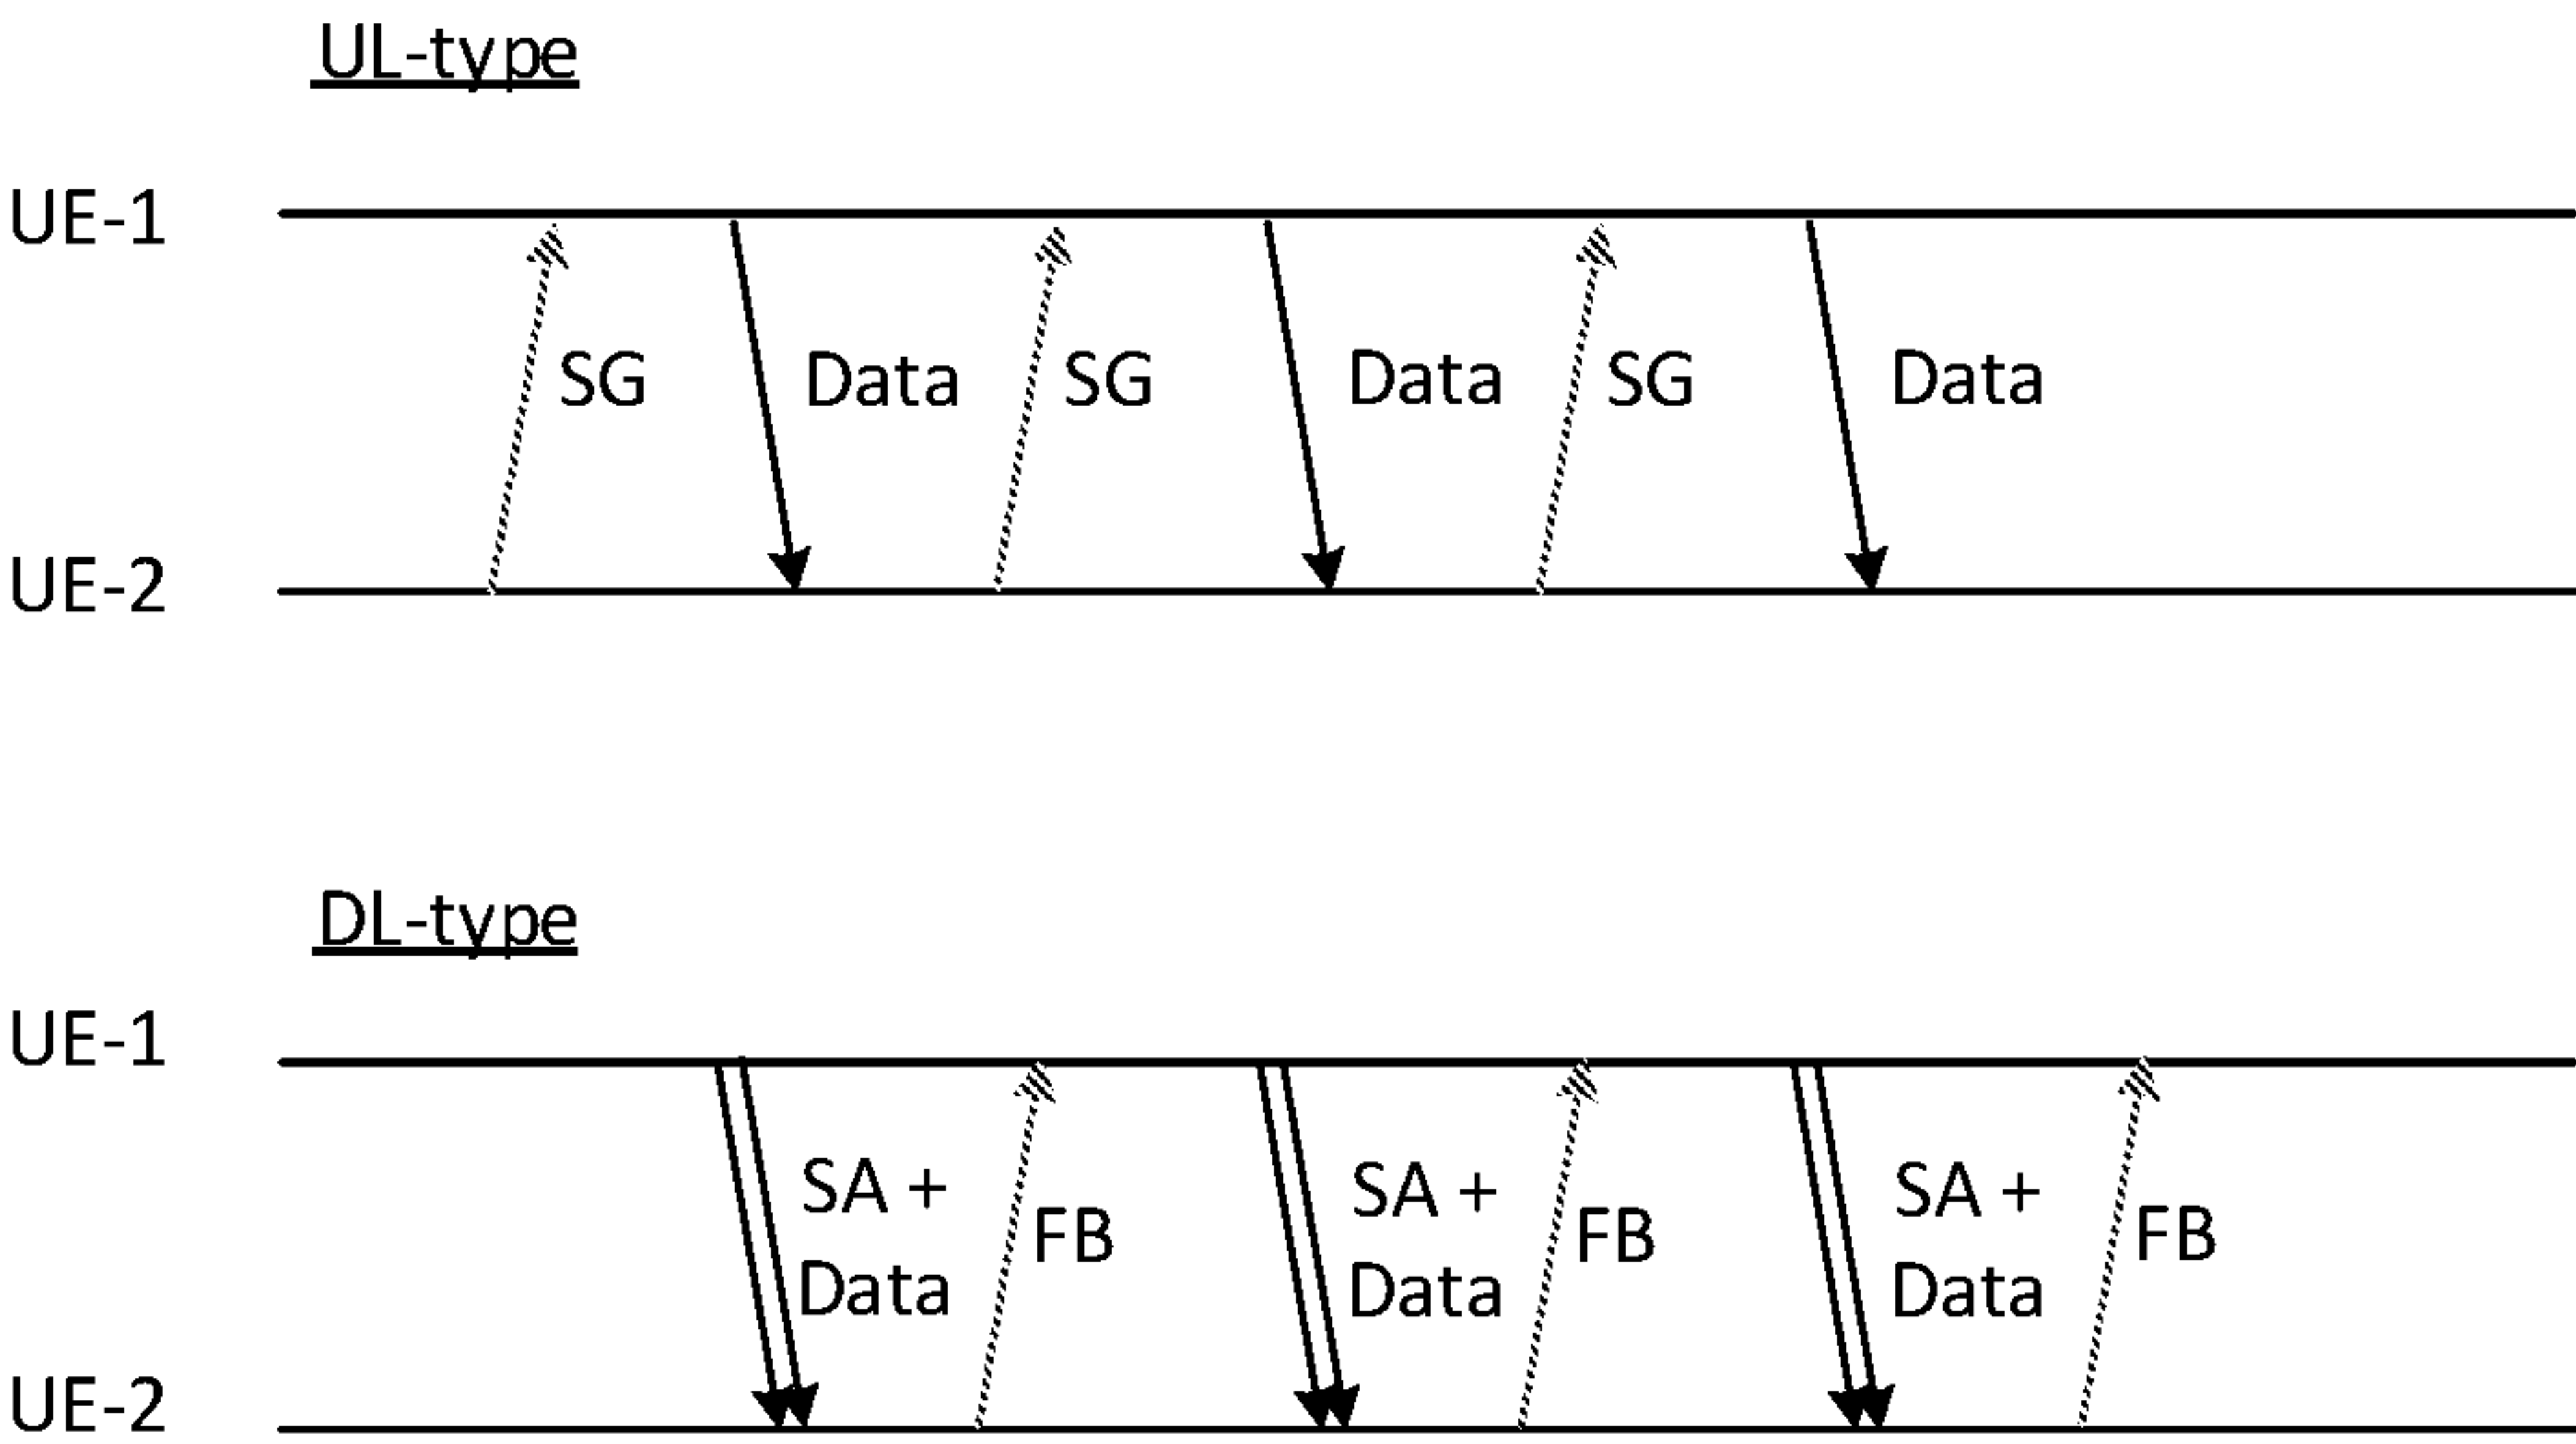 UL-type
UE-1
SG Data SG Data SG Data
UE-2
DL-type
UE-1
SA + SA + SA +
FB FB FB
Data Data Data
UE-2